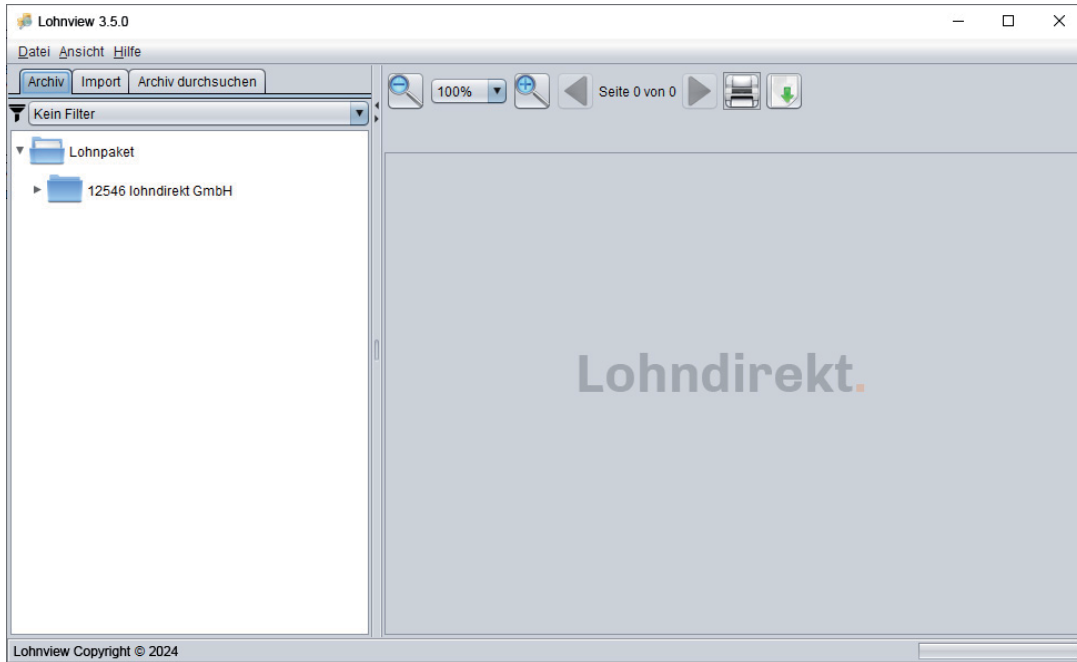 Lohnview 3.5.0
Datei Ansicht Hilfe
Archiv Import Archiv durchsuchen
Kein Filter
Lohnpaket
12546 lohndirekt GmbH
100% Seite 0 von 0
Lohndirekt.
Lohnview Copyright © 2024